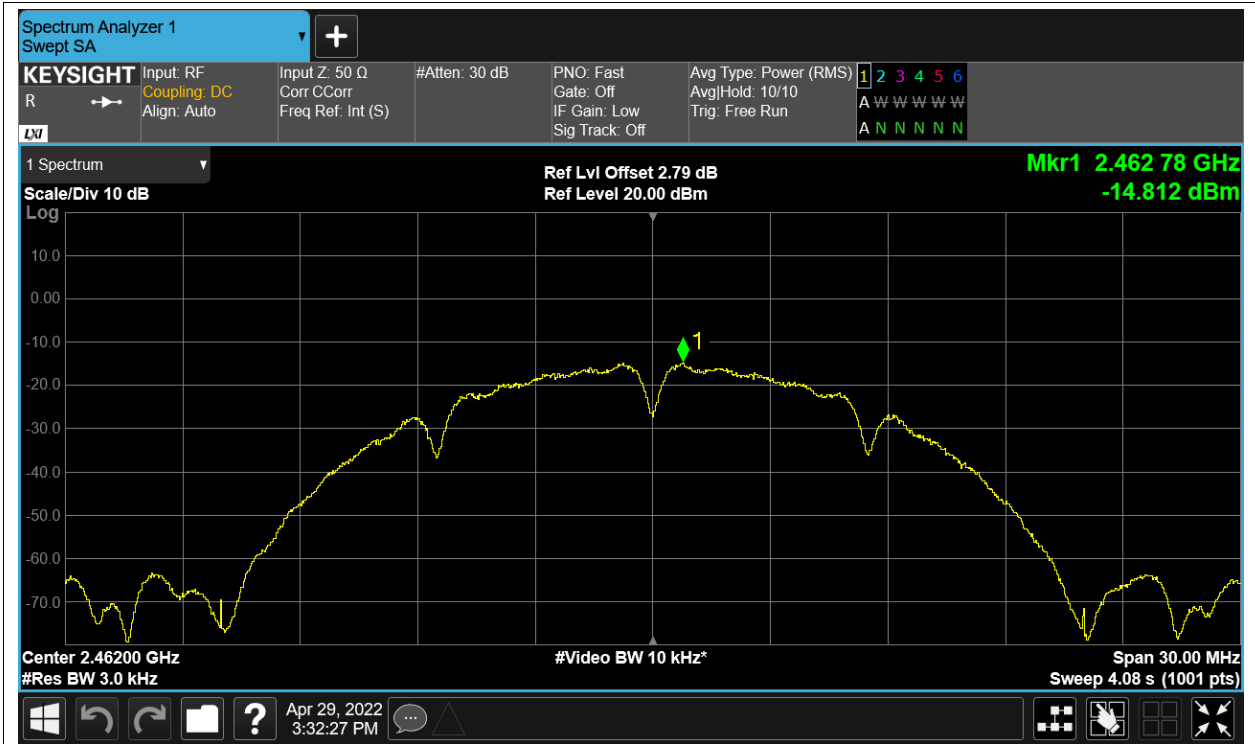 Spectrum Analyzer 1
Swept SA
KEYSIGHT
R
LXI
Input: RF
Coupling: DC
Align: Auto
Input Z: 50 Ω
Corr CCorr
Freq Ref: Int (S)
#Atten: 30 dB
PNO: Fast
Gate: Off
IF Gain: Low
Sig Track: Off
Avg Type: Power (RMS)
Avg|Hold: 10/10
Trig: Free Run
1 2 3 4 5 6
A W W W W W
A N N N N N
1 Spectrum
Scale/Div 10 dB
Log
Ref Lvl Offset 2.79 dB
Ref Level 20.00 dBm
Mkr1 2.462 78 GHz
-14.812 dBm
10.0
0.00
-10.0
1
-20.0
-30.0
-40.0
-50.0
-60.0
-70.0
Center 2.46200 GHz
#Res BW 3.0 kHz
#Video BW 10 kHz*
Span 30.00 MHz
Sweep 4.08 s (1001 pts)
?
Apr 29, 2022
3:32:27 PM